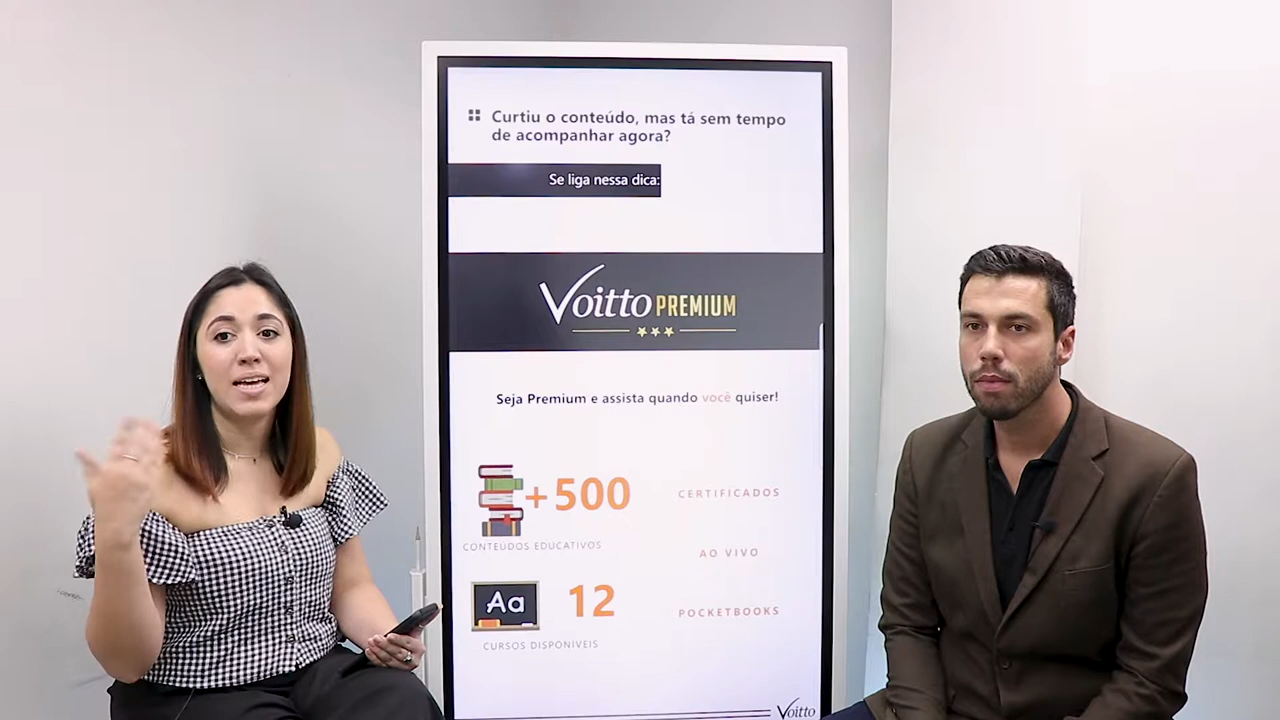 Curtiu o conteúdo, mas tá sem tempo
de acompanhar agora?
Se liga nessa dica:
Voitto PREMIUM
Seja Premium e assista quando você quiser!
+500
CERTIFICADOS
CONTEÚDOS EDUCATIVOS
AO VIVO
Aa
12
POCKETBOOKS
CURSOS DISPONÍVEIS
Voitto